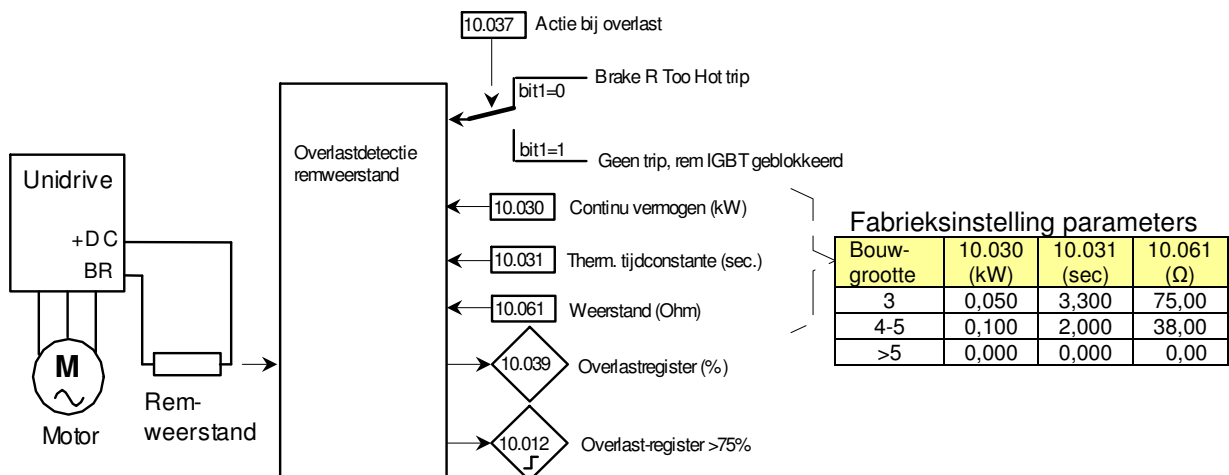 10.037 Actie bij overlast
Brake R Too Hot trip
bit1=0
bit1=1
Geen trip, rem IGBT geblokkeerd
Overlastdetectie
remweerstand
Unidrive
+DC
BR
M
Motor
Rem-
weerstand
10.030 Continu vermogen (kW)
10.031 Therm. tijdconstante (sec.)
10.061 Weerstand (Ohm)
10.039 Overlastregister (%)
10.012 Overlast-register >75%
Fabrieksinstelling parameters
Bouw- 10.030 10.031 10.061
grootte (kW) (sec) (Ω)
3 0,050 3,300 75,00
4-5 0,100 2,000 38,00
>5 0,000 0,000 0,00